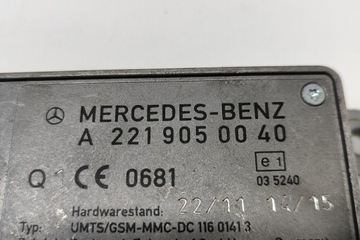 MERCEDES-BENZ
A 221 905 00 40
Q 1 CE 0681 e1
03 5240
Hardwarestand: 22/11 14/15
Typ: UMTS/GSM-MMC-DC 116 0141 3